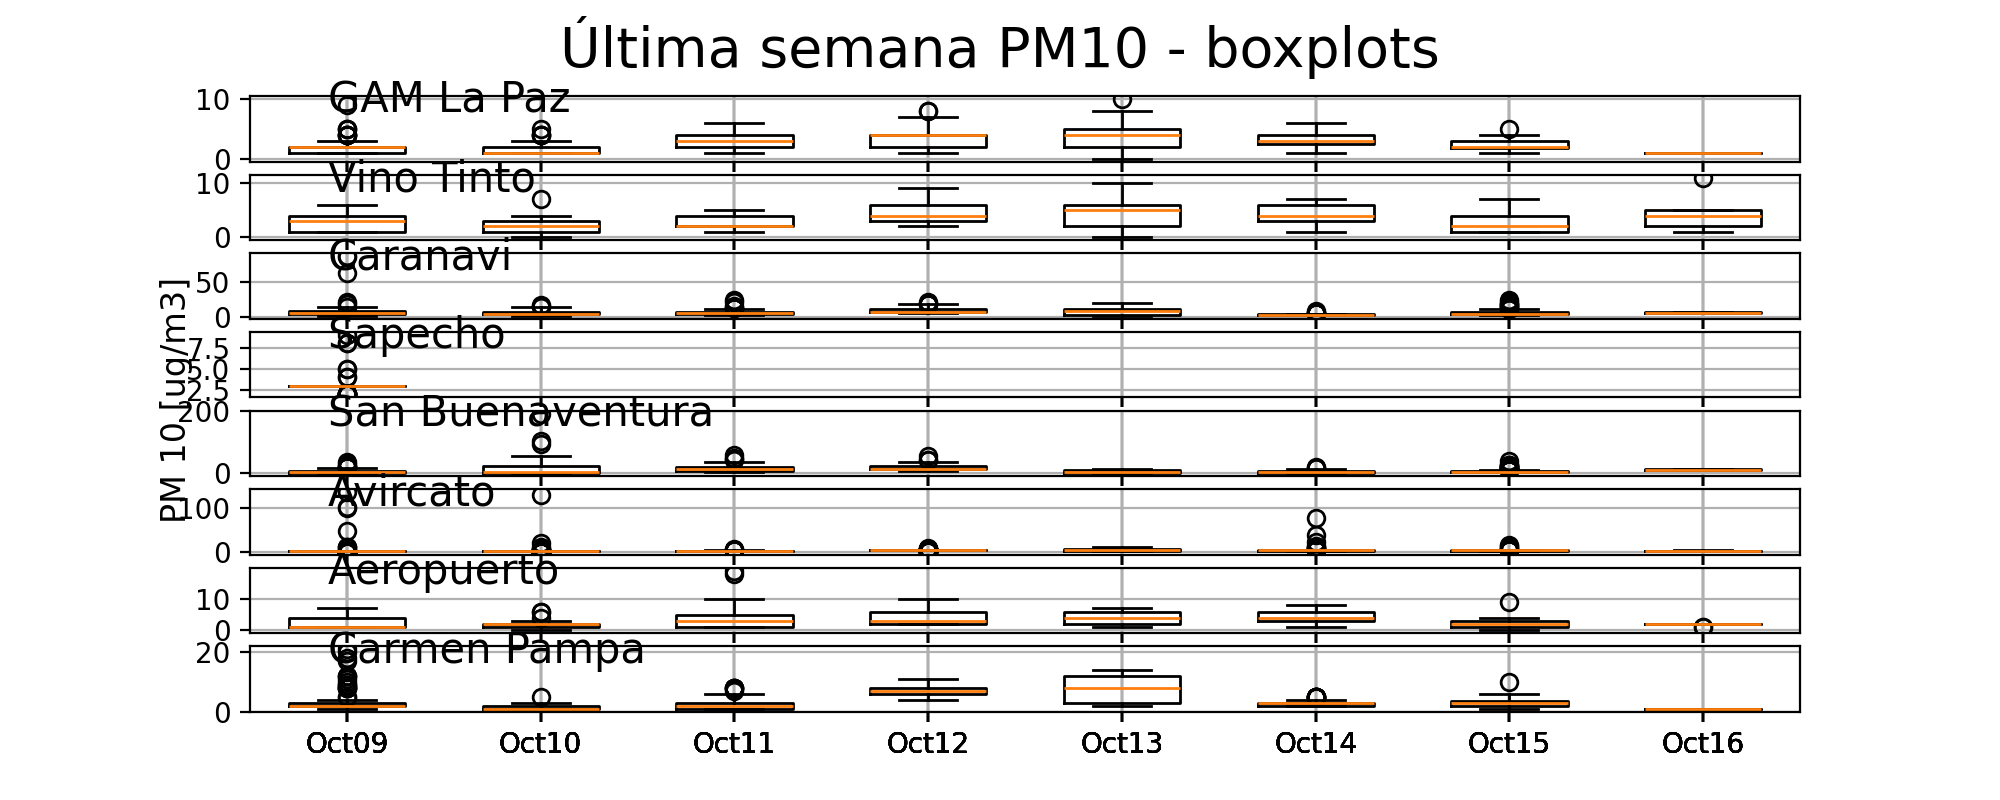 Última semana PM10 - boxplots
PM 10 [ug/m3]
GAM La Paz
10
0
Vino Tinto
10
0
Caranavi
50
0
Sapecho
7.5
5.0
2.5
San Buenaventura
200
0
Avircato
100
0
Aeropuerto
10
0
Carmen Pampa
20
0
Oct09 Oct10 Oct11 Oct12 Oct13 Oct14 Oct15 Oct16